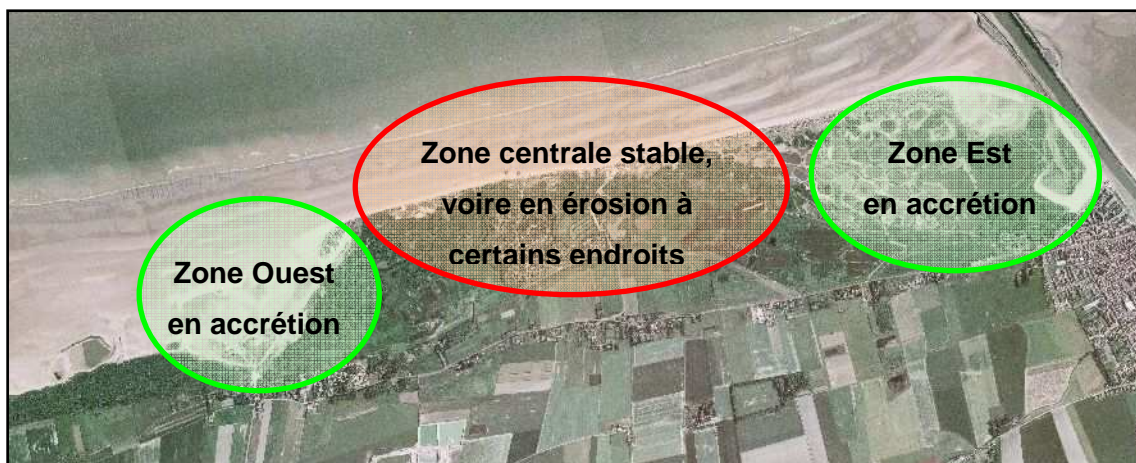 Zone Ouest
en accrétion
Zone centrale stable,
voire en érosion à
certains endroits
Zone Est
en accrétion